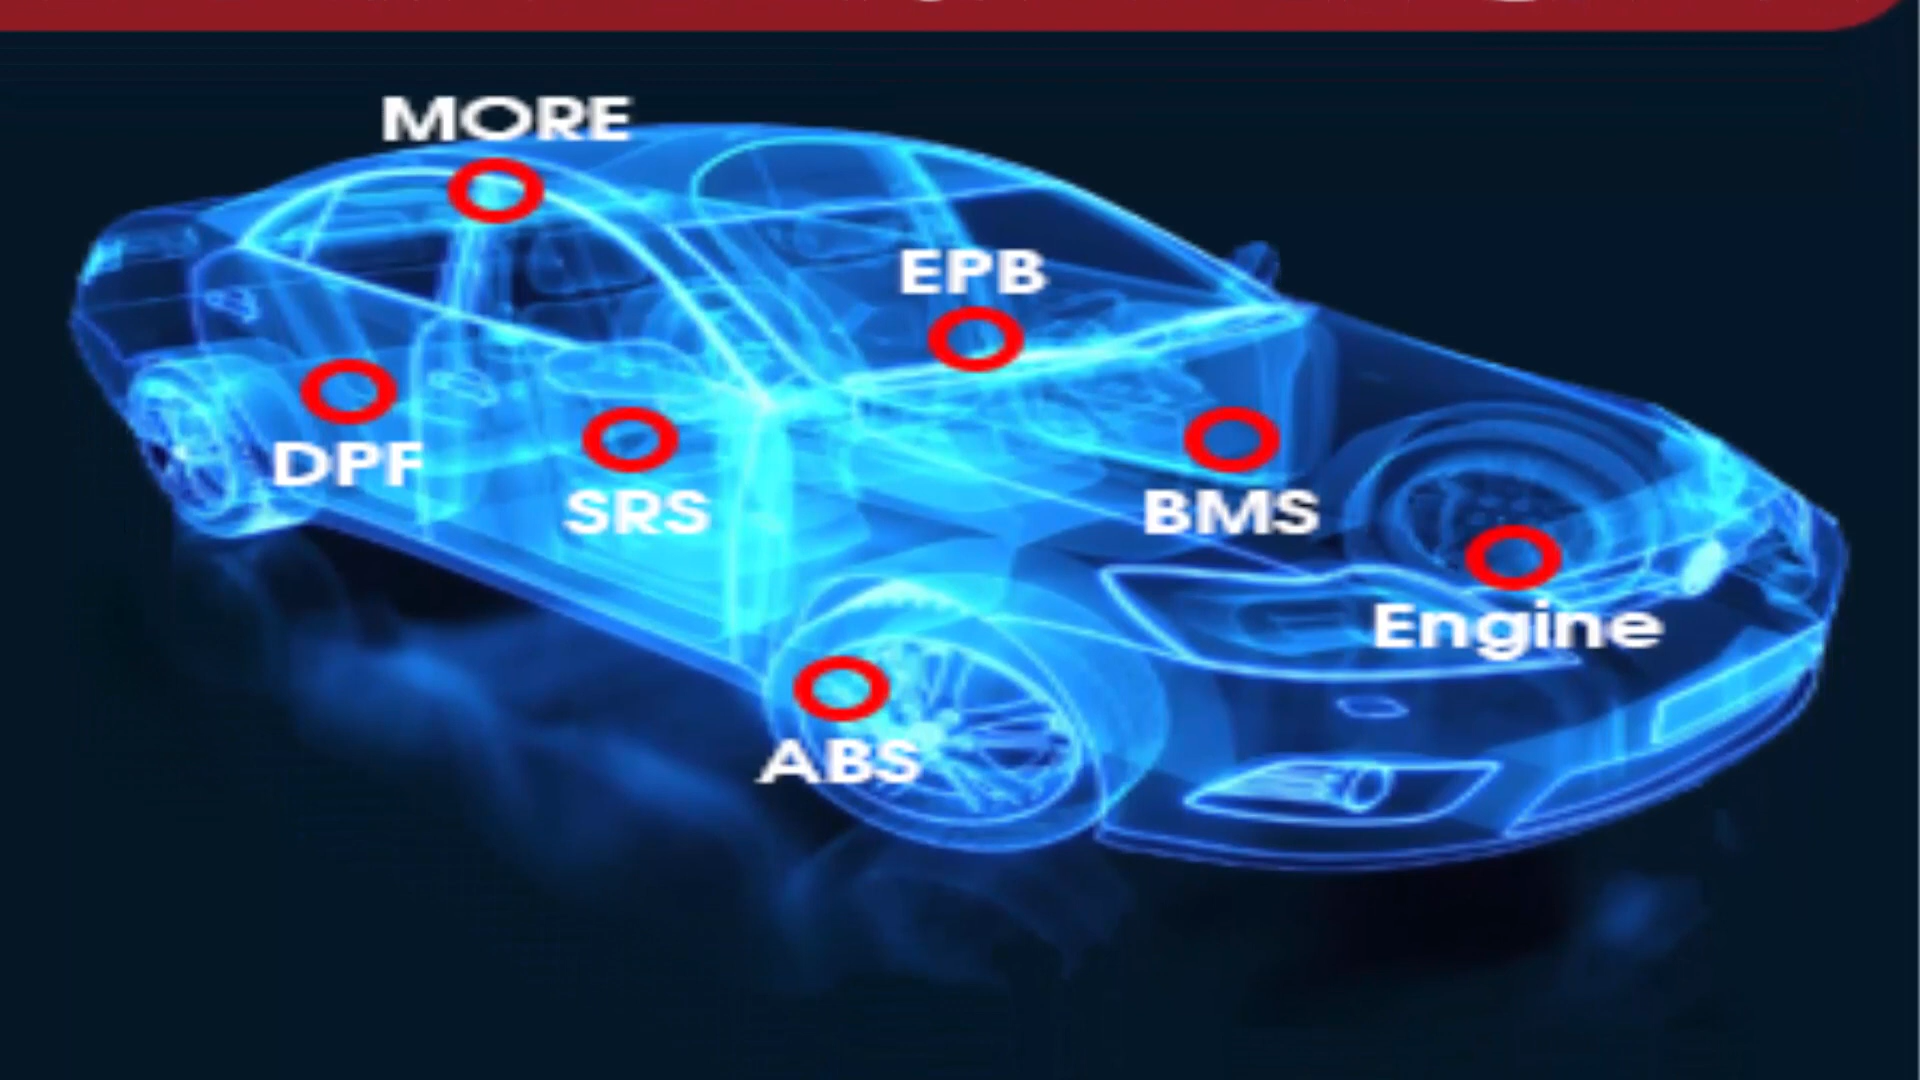 MORE
EPB
DPF
SRS
BMS
Engine
ABS